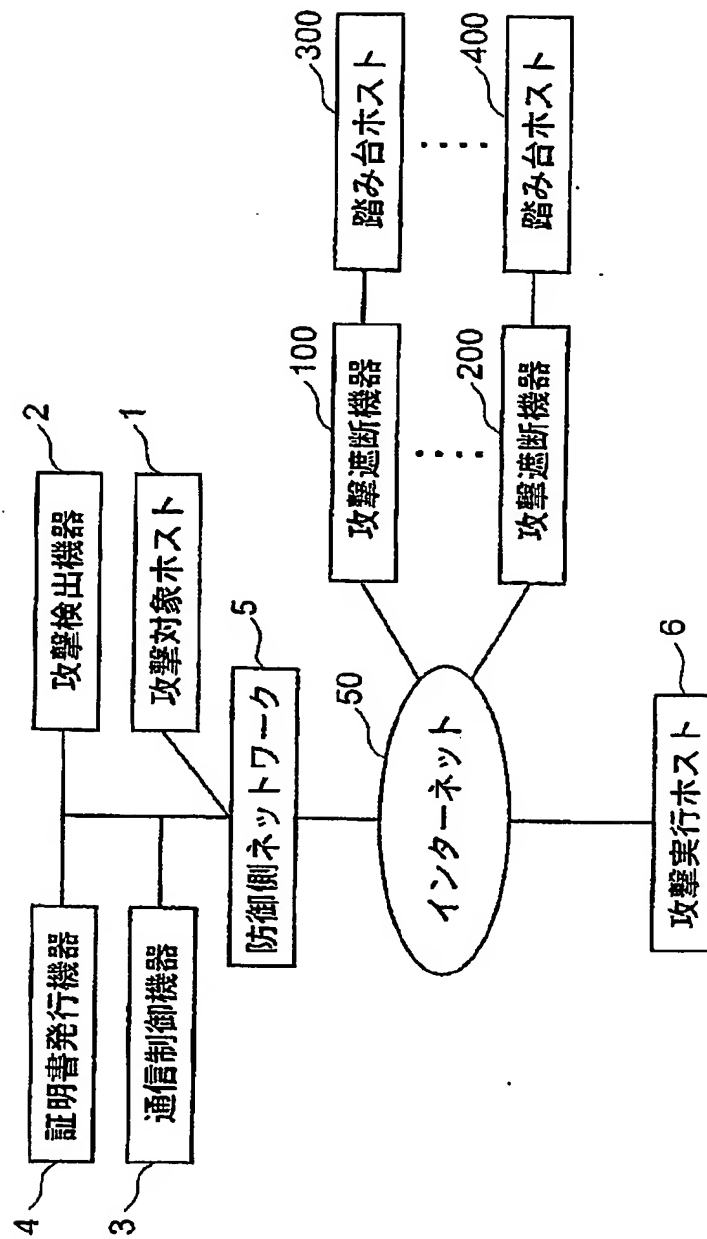 4
証明書発行機器
3
通信制御機器
2
攻撃検出機器
1
攻撃対象ホスト
5
防御側ネットワーク
50
インターネット
6
攻撃実行ホスト
100
攻撃遮断機器
200
攻撃遮断機器
300
踏み台ホスト
400
踏み台ホスト